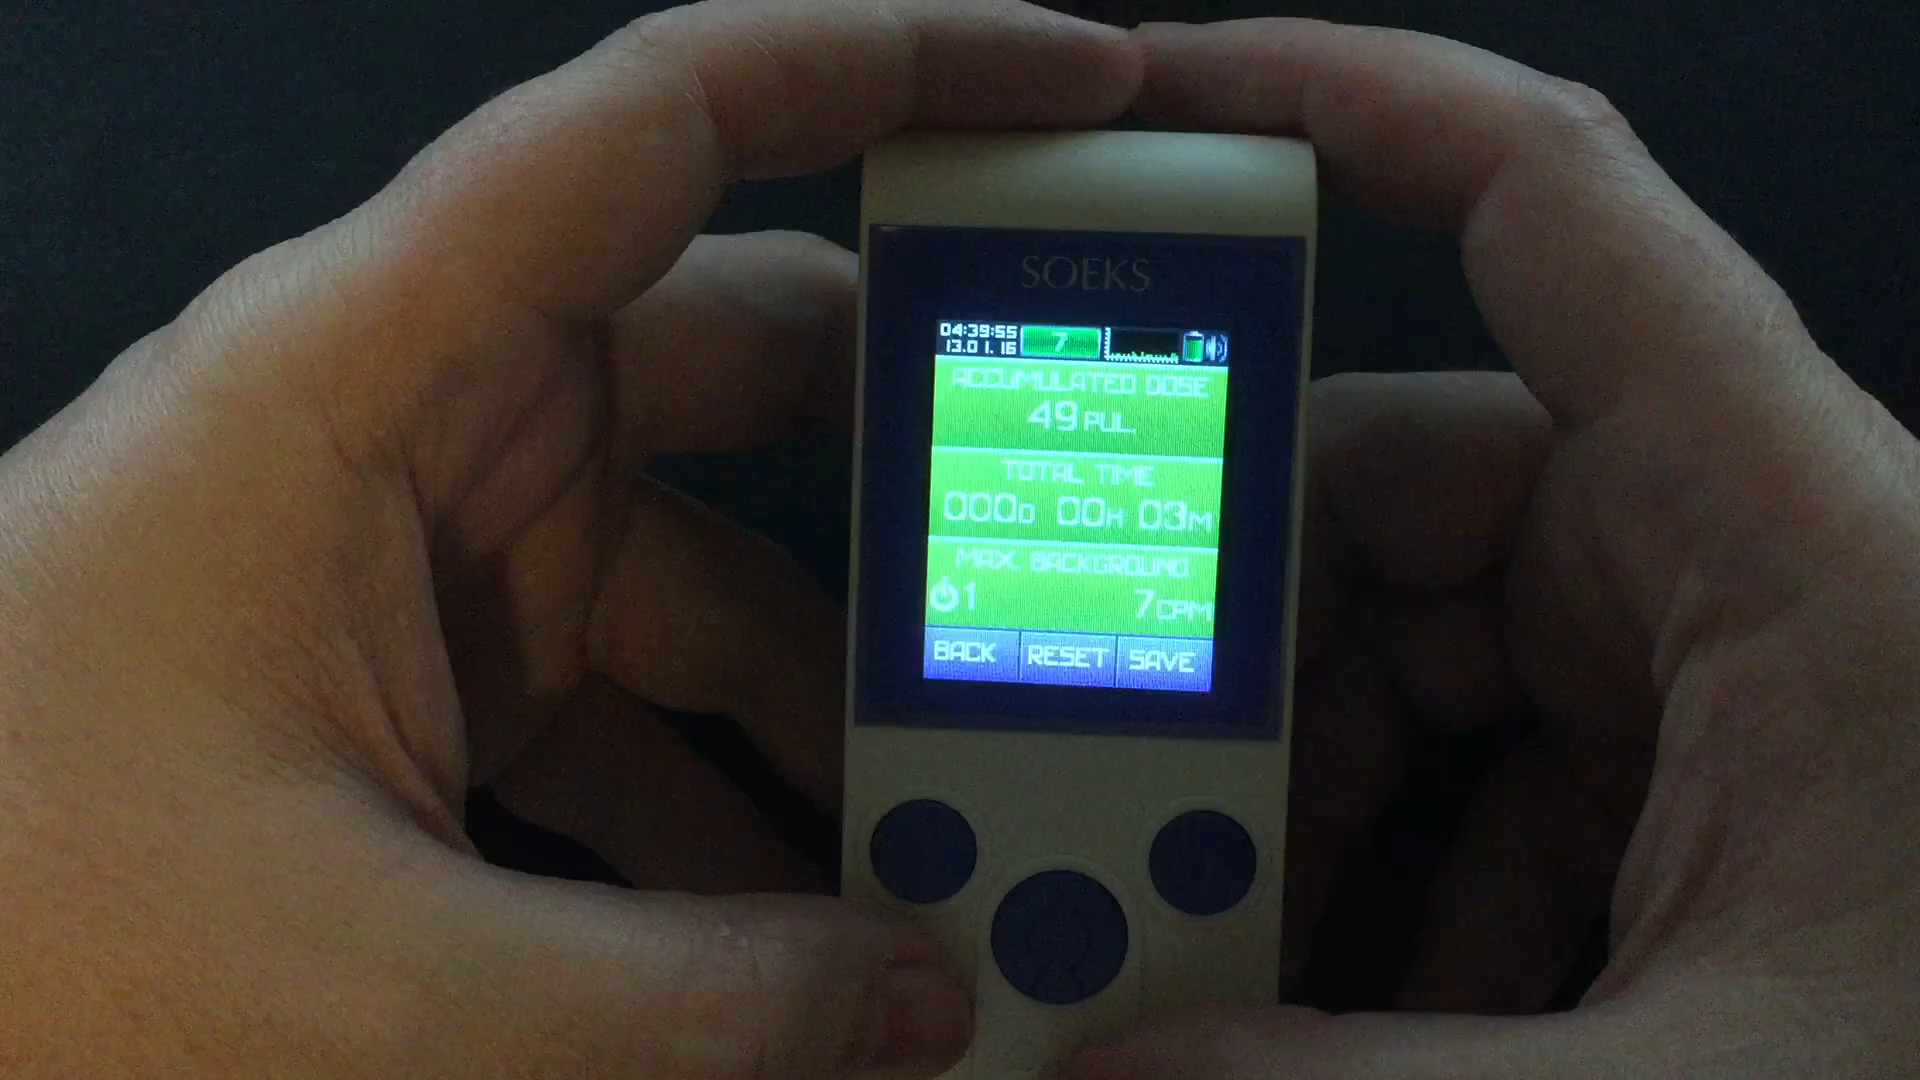 SOEKS
04:39:55
13.01.16
7
ACCUMULATED DOSE
49 PUL
TOTAL TIME
000D 00H 03M
MAX. BACKGROUND
1 7 CPM
BACK RESET SAVE